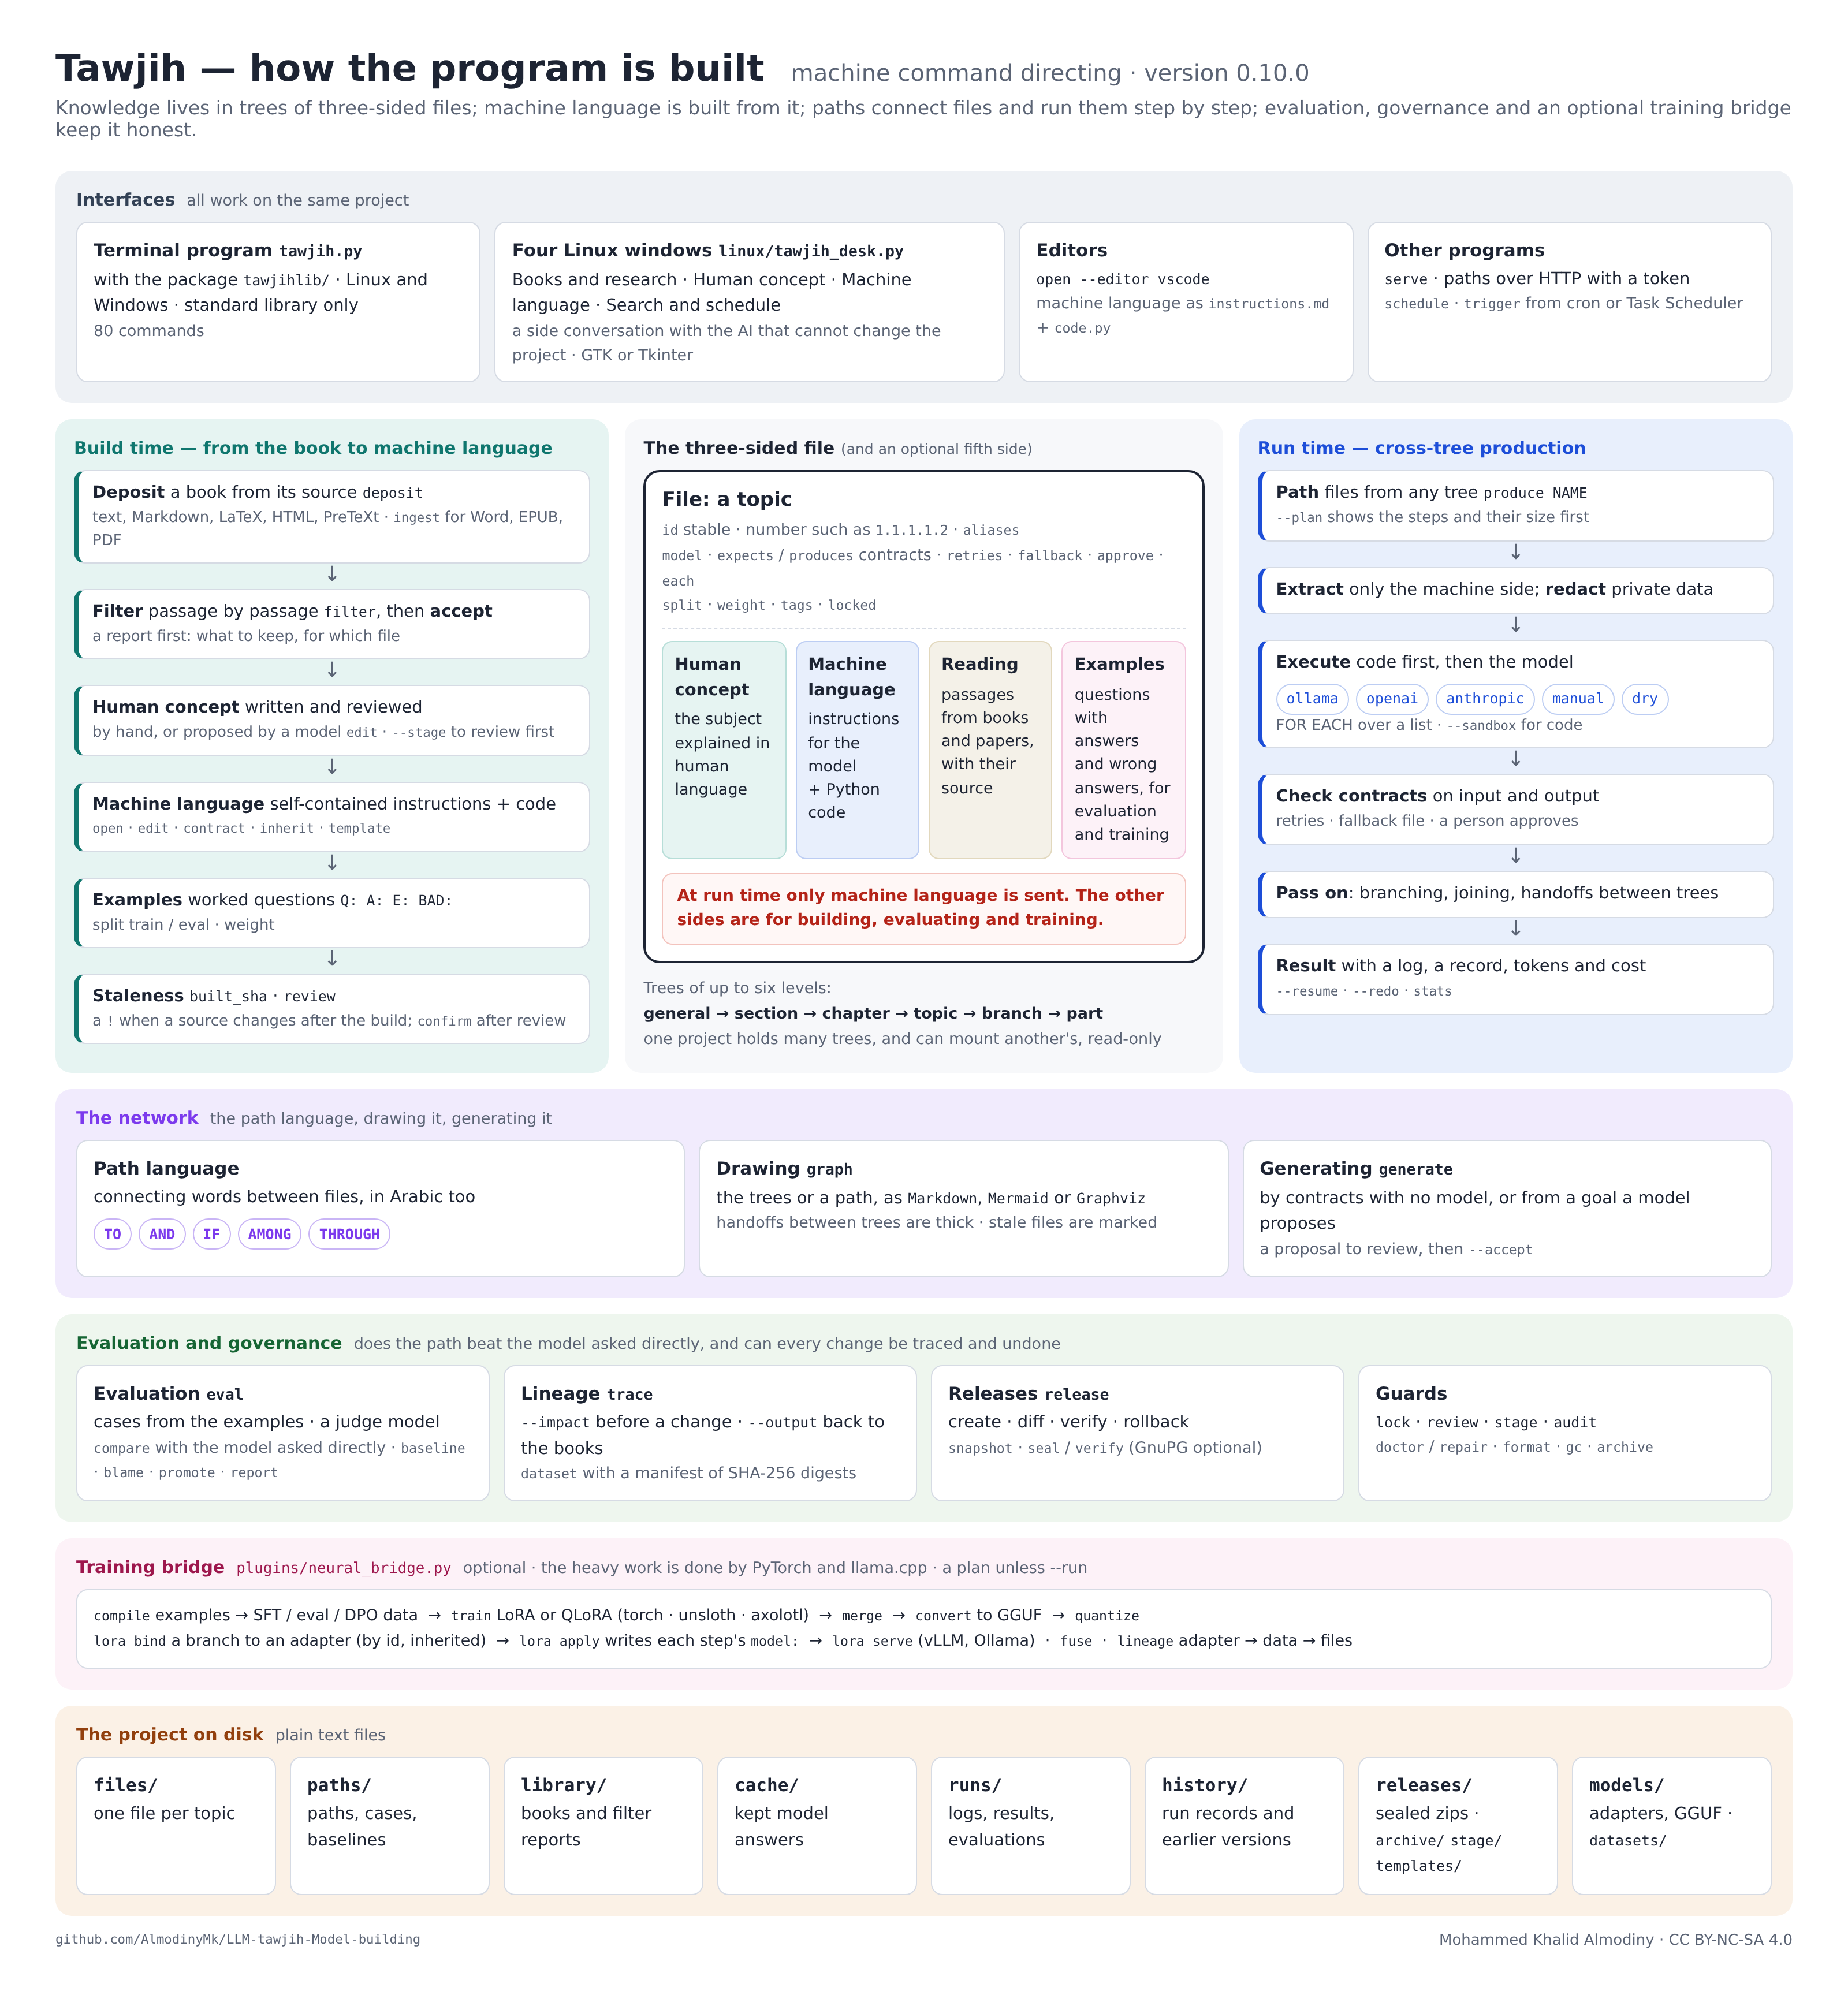 Tawjih — how the program is built machine command directing · version 0.10.0
Knowledge lives in trees of three-sided files; machine language is built from it; paths connect files and run them step by step; evaluation, governance and an optional training bridge
keep it honest.
Interfaces all work on the same project
Terminal program tawjih.py
with the package tawjihlib/ · Linux and
Windows · standard library only
80 commands
Four Linux windows linux/tawjih_desk.py
Books and research · Human concept · Machine
language · Search and schedule
a side conversation with the AI that cannot change the
project · GTK or Tkinter
Editors
open --editor vscode
machine language as instructions.md
+ code.py
Other programs
serve · paths over HTTP with a token
schedule · trigger from cron or Task Scheduler
Build time — from the book to machine language
Deposit a book from its source deposit
text, Markdown, LaTeX, HTML, PreTeXt · ingest for Word, EPUB,
PDF
↓
Filter passage by passage filter, then accept
a report first: what to keep, for which file
↓
Human concept written and reviewed
by hand, or proposed by a model edit · --stage to review first
↓
Machine language self-contained instructions + code
open · edit · contract · inherit · template
↓
Examples worked questions Q: A: E: BAD:
split train / eval · weight
↓
Staleness built_sha · review
a ! when a source changes after the build; confirm after review
The three-sided file (and an optional fifth side)
File: a topic
id stable · number such as 1.1.1.1.2 · aliases
model · expects / produces contracts · retries · fallback · approve ·
each
split · weight · tags · locked
Human
concept
the subject
explained in
human
language
Machine
language
instructions
for the
model
+ Python
code
Reading
passages
from books
and papers,
with their
source
Examples
questions
with
answers
and wrong
answers, for
evaluation
and training
At run time only machine language is sent. The other
sides are for building, evaluating and training.
Trees of up to six levels:
general → section → chapter → topic → branch → part
one project holds many trees, and can mount another's, read-only
Run time — cross-tree production
Path files from any tree produce NAME
--plan shows the steps and their size first
↓
Extract only the machine side; redact private data
↓
Execute code first, then the model
ollama openai anthropic manual dry
FOR EACH over a list · --sandbox for code
↓
Check contracts on input and output
retries · fallback file · a person approves
↓
Pass on: branching, joining, handoffs between trees
↓
Result with a log, a record, tokens and cost
--resume · --redo · stats
The network the path language, drawing it, generating it
Path language
connecting words between files, in Arabic too
TO AND IF AMONG THROUGH
Drawing graph
the trees or a path, as Markdown, Mermaid or Graphviz
handoffs between trees are thick · stale files are marked
Generating generate
by contracts with no model, or from a goal a model
proposes
a proposal to review, then --accept
Evaluation and governance does the path beat the model asked directly, and can every change be traced and undone
Evaluation eval
cases from the examples · a judge model
compare with the model asked directly · baseline
· blame · promote · report
Lineage trace
--impact before a change · --output back to
the books
dataset with a manifest of SHA-256 digests
Releases release
create · diff · verify · rollback
snapshot · seal / verify (GnuPG optional)
Guards
lock · review · stage · audit
doctor / repair · format · gc · archive
Training bridge plugins/neural_bridge.py optional · the heavy work is done by PyTorch and llama.cpp · a plan unless --run
compile examples → SFT / eval / DPO data → train LoRA or QLoRA (torch · unsloth · axolotl) → merge → convert to GGUF → quantize
lora bind a branch to an adapter (by id, inherited) → lora apply writes each step's model: → lora serve (vLLM, Ollama) · fuse · lineage adapter → data → files
The project on disk plain text files
files/
one file per topic
paths/
paths, cases,
baselines
library/
books and filter
reports
cache/
kept model
answers
runs/
logs, results,
evaluations
history/
run records and
earlier versions
releases/
sealed zips ·
archive/ stage/
templates/
models/
adapters, GGUF ·
datasets/
github.com/AlmodinyMk/LLM-tawjih-Model-building
Mohammed Khalid Almodiny · CC BY-NC-SA 4.0